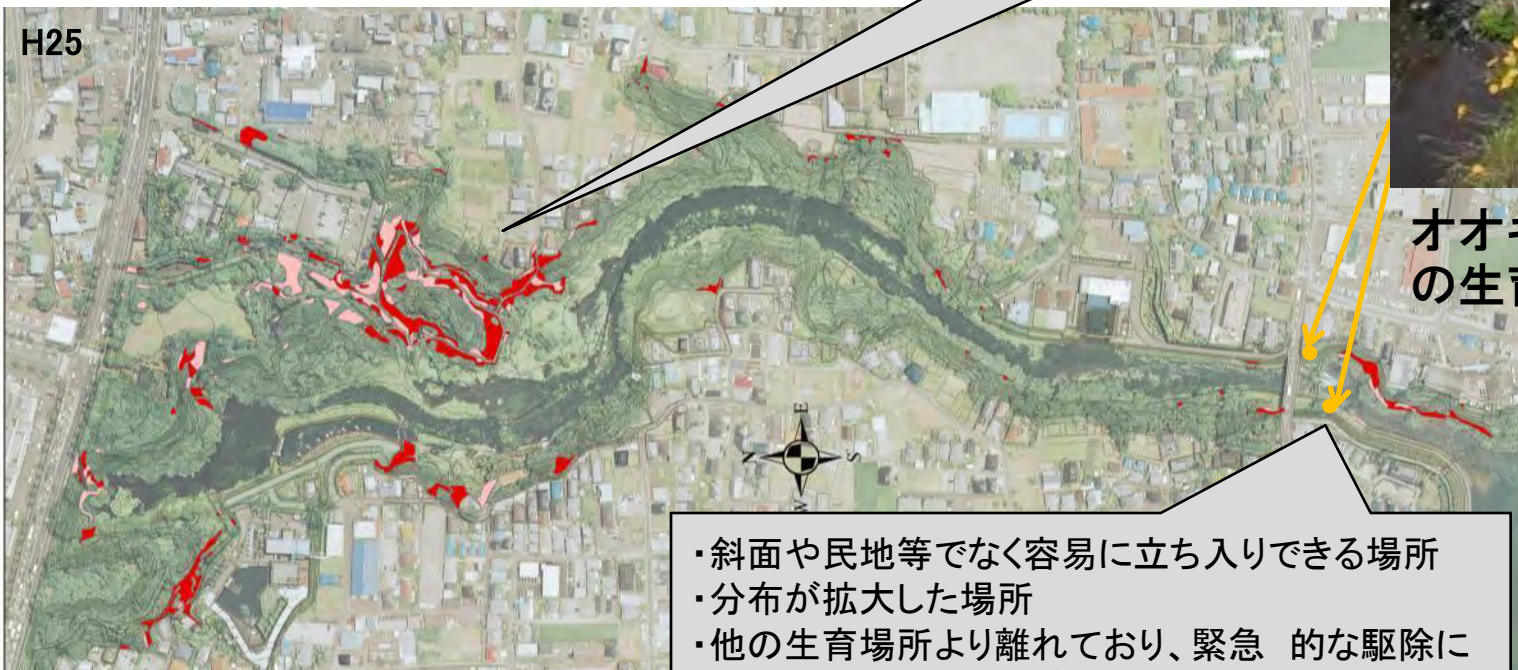 H25
オオキ
の生育
N
E
S
W
・斜面や民地等でなく容易に立ち入りできる場所
・分布が拡大した場所
・他の生育場所より離れており、緊急 的な駆除に